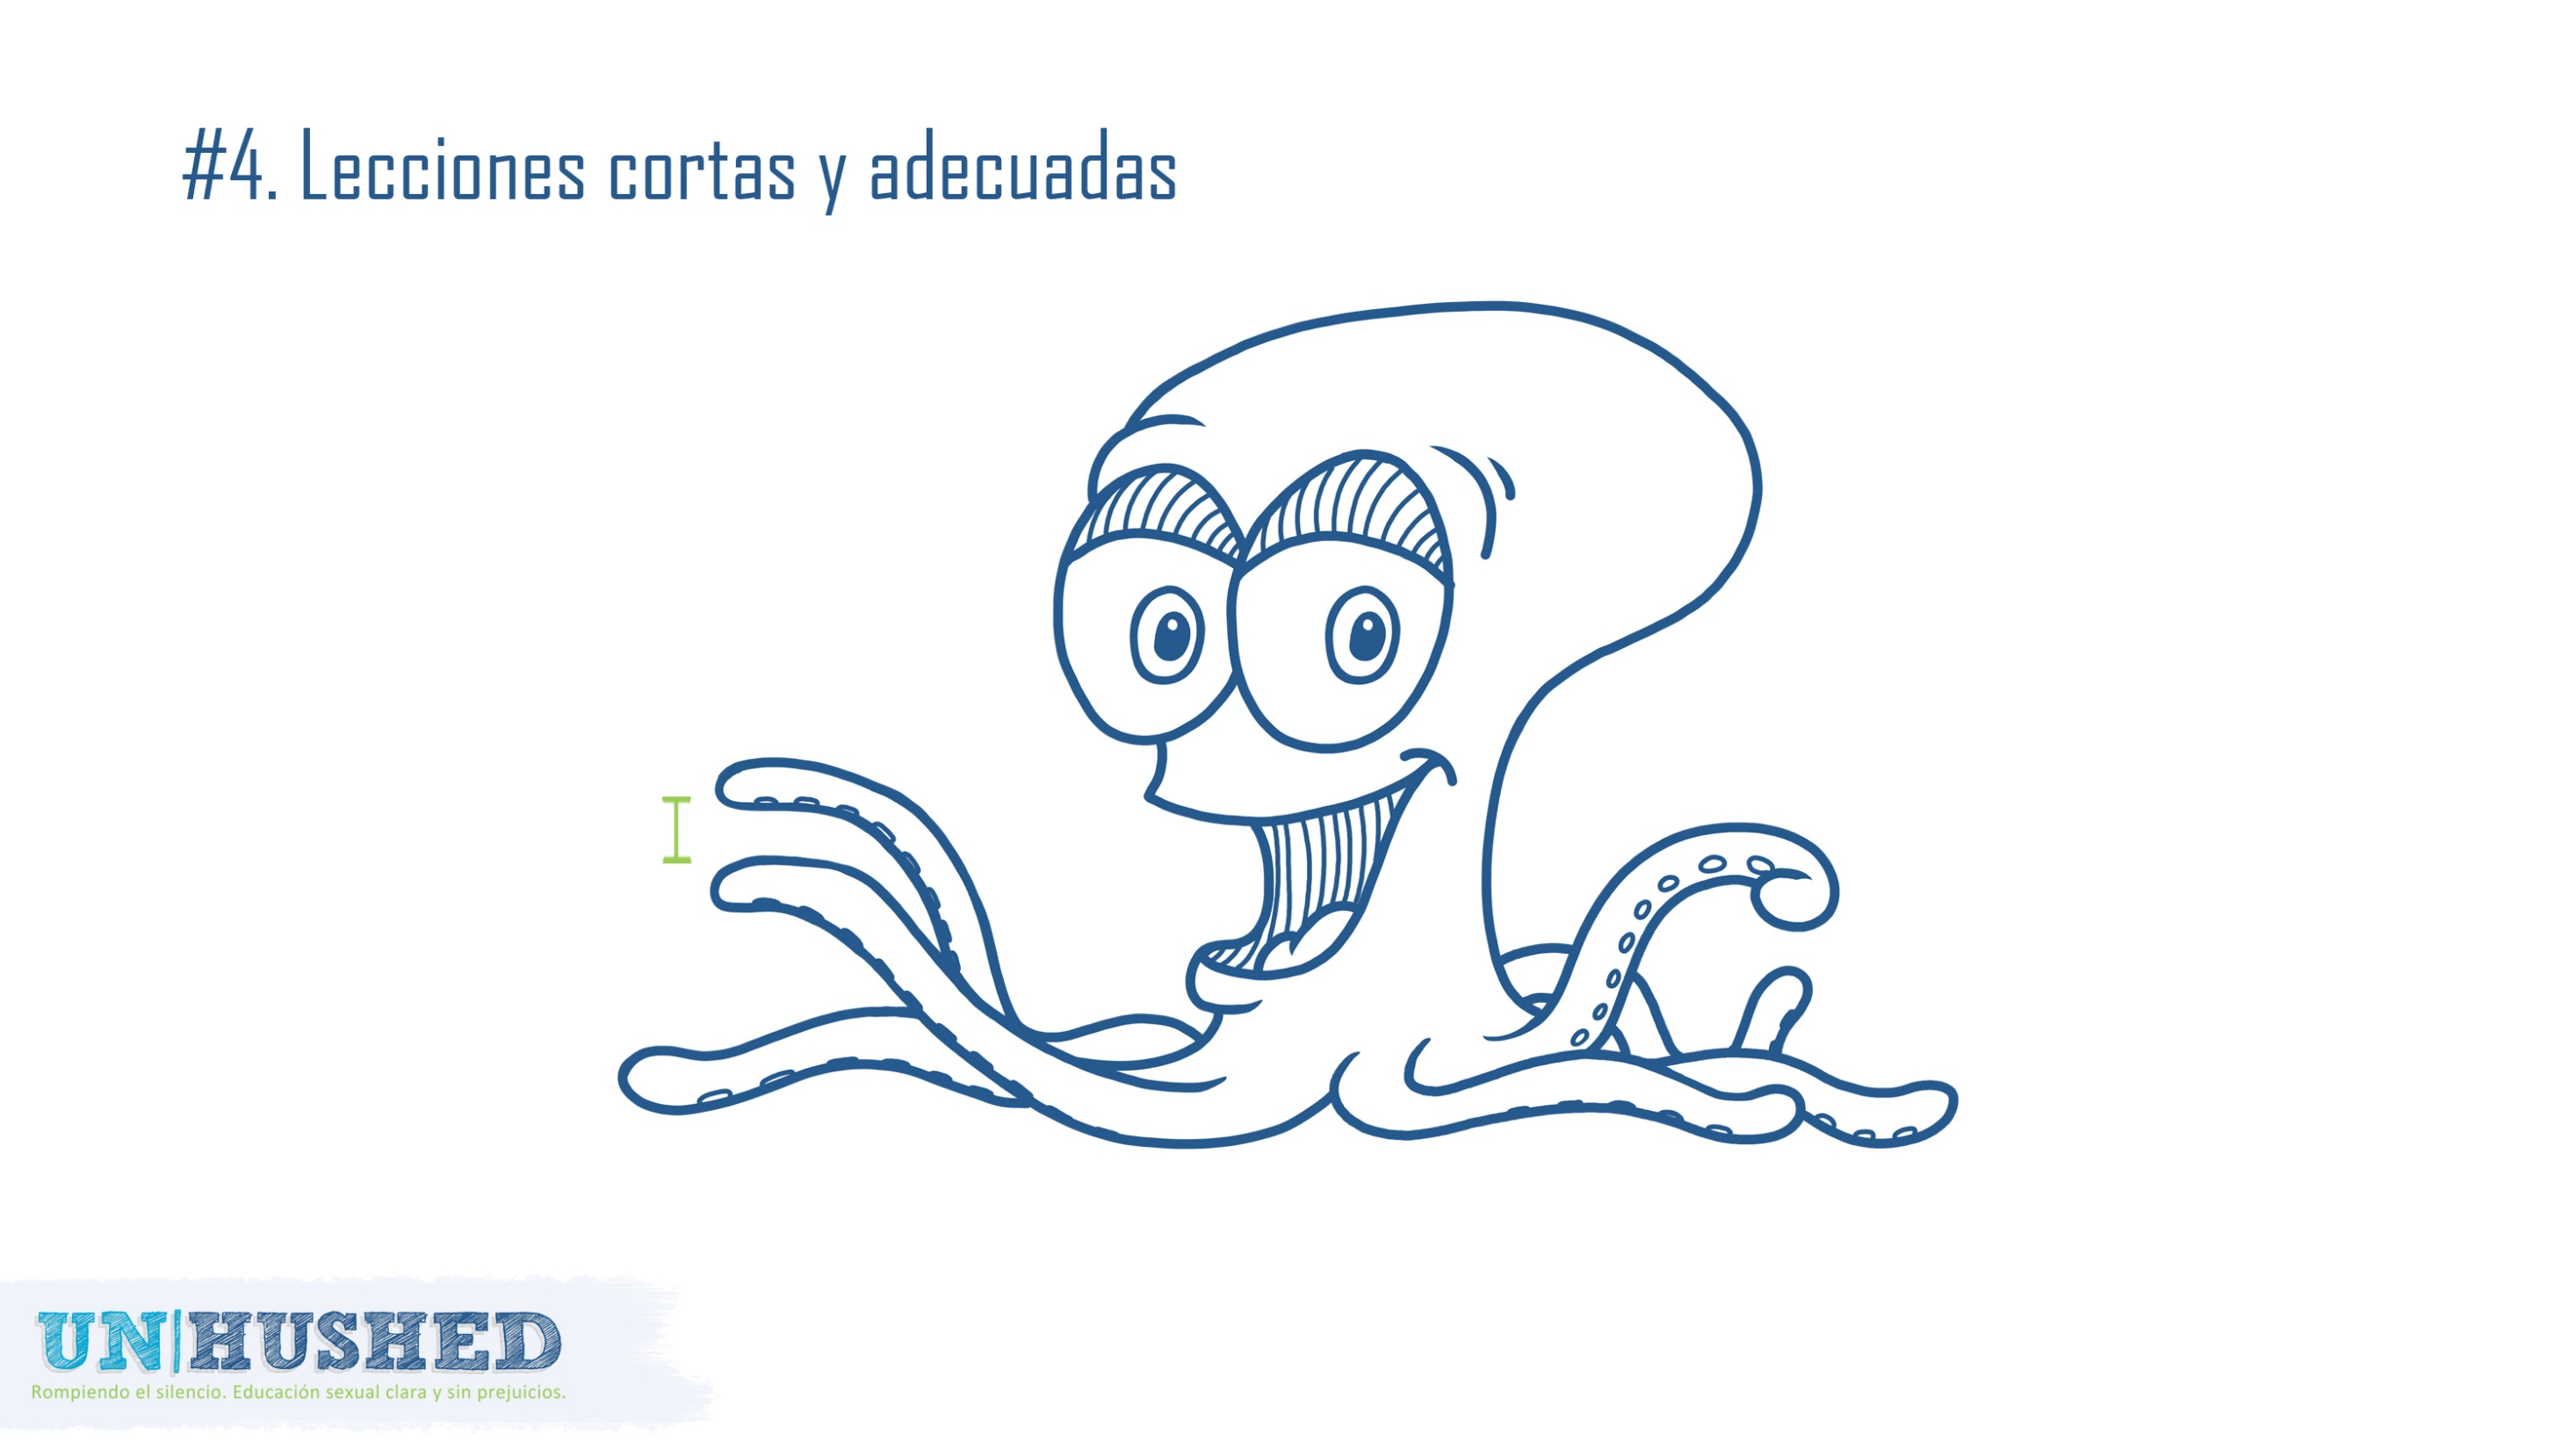 #4. Lecciones cortas y adecuadas
UN|HUSHED
Rompiendo el silencio. Educación sexual clara y sin prejuicios.